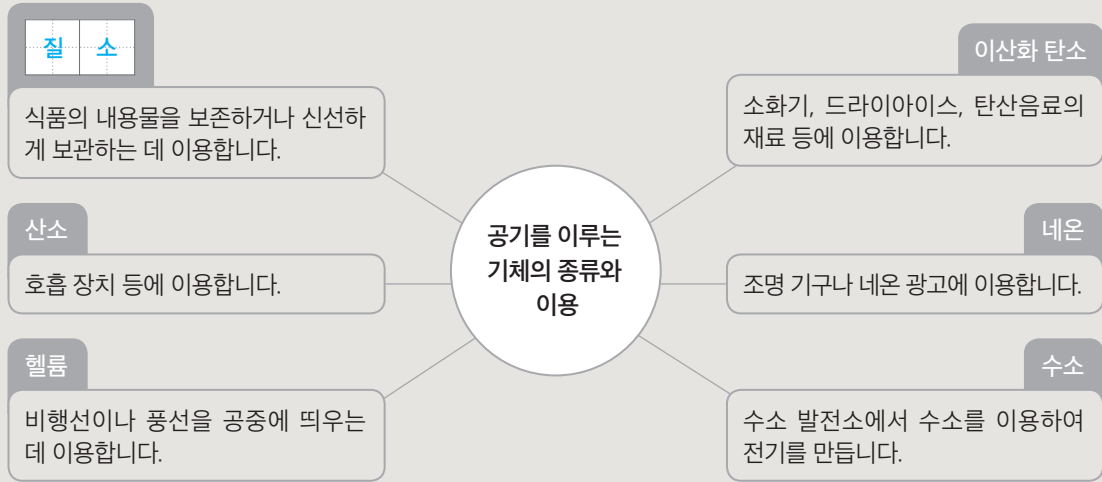 질소
식품의 내용물을 보존하거나 신선하
게 보관하는 데 이용합니다.
산소
호흡 장치 등에 이용합니다.
헬륨
비행선이나 풍선을 공중에 띄우는
데 이용합니다.
공기를 이루는
기체의 종류와
이용
이산화 탄소
소화기, 드라이아이스, 탄산음료의
재료 등에 이용합니다.
네온
조명 기구나 네온 광고에 이용합니다.
수소
수소 발전소에서 수소를 이용하여
전기를 만듭니다.